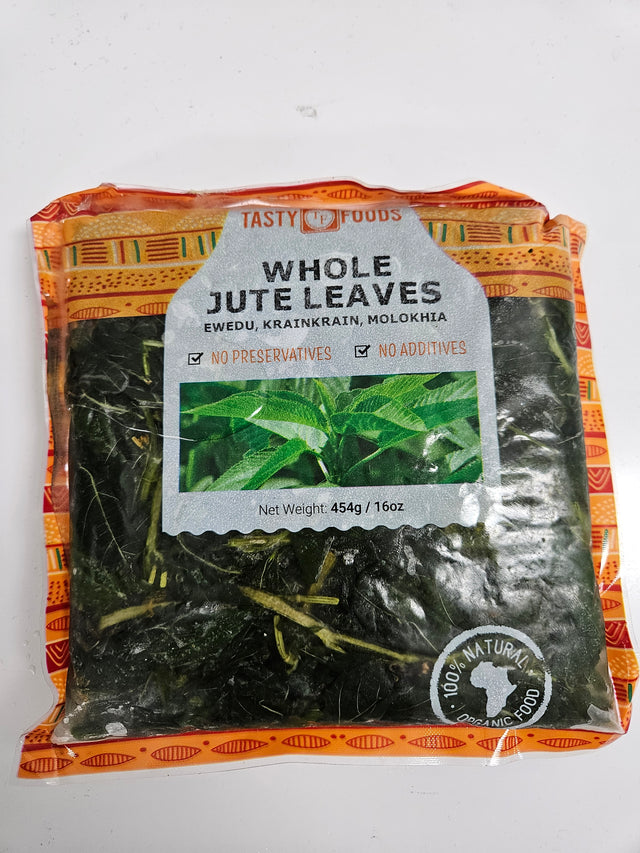 TASTY TF FOODS
WHOLE
JUTE LEAVES
EWEDU, KRAINKRAIN, MOLOKHIA
NO PRESERVATIVES NO ADDITIVES
Net Weight: 454g / 16oz
100% NATURAL
ORGANIC FOOD